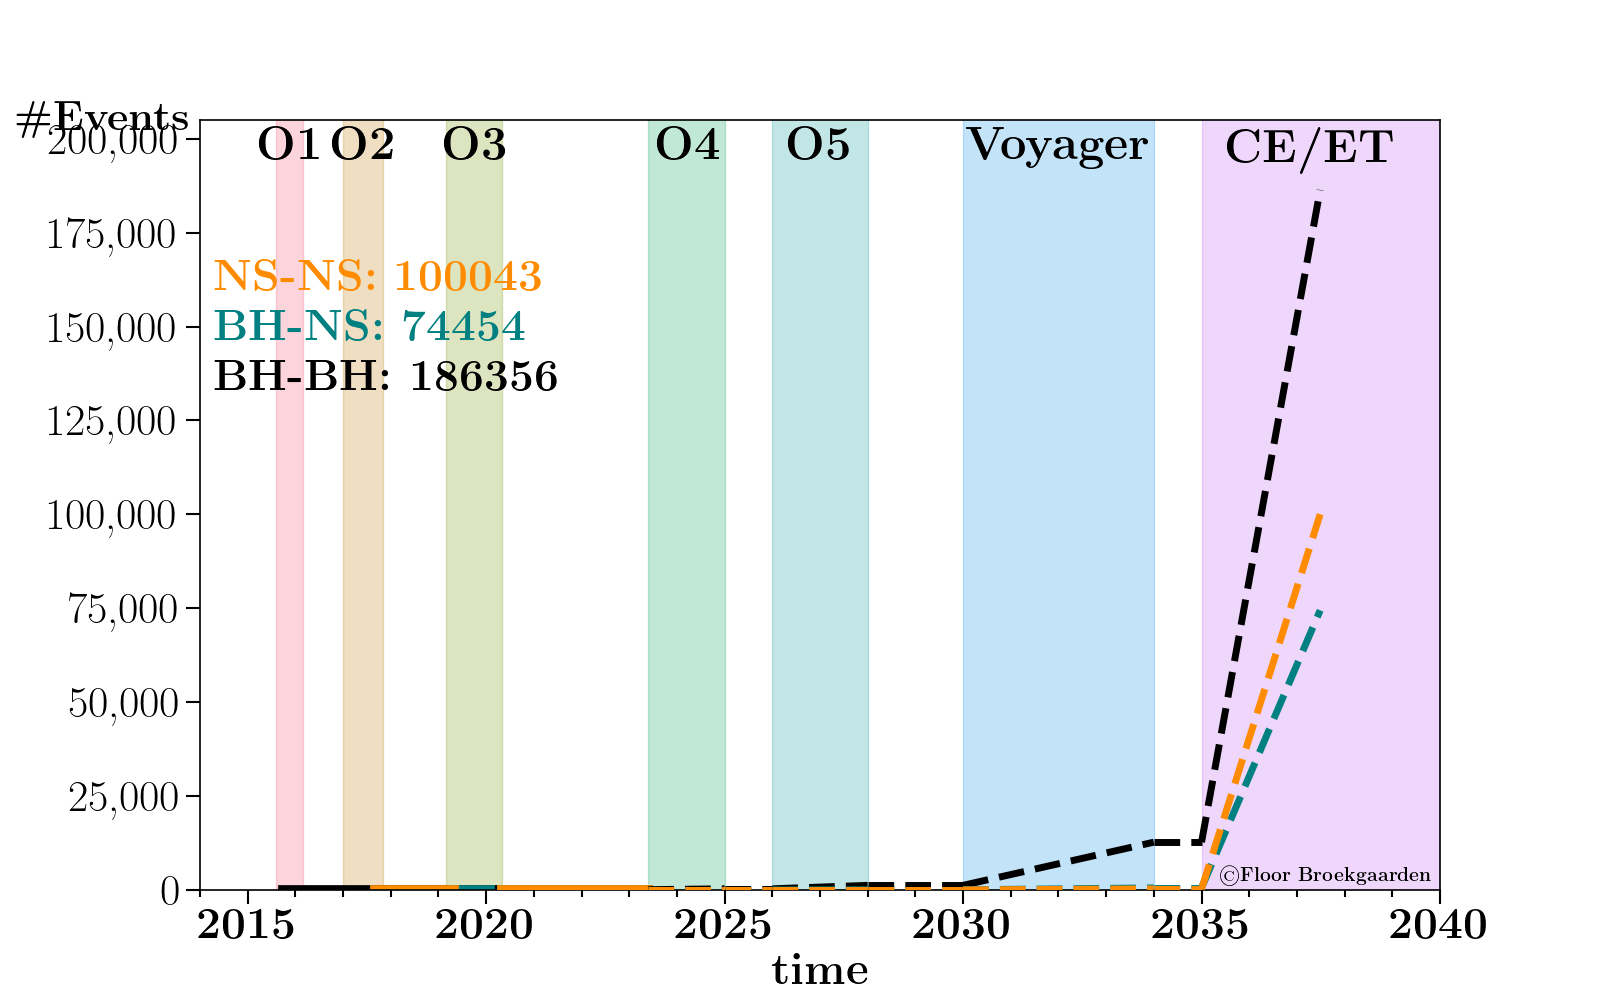 #Events
200,000
O1 O2 O3 O4 O5 Voyager CE/ET
175,000
NS-NS: 100043
150,000
BH-NS: 74454
BH-BH: 186356
125,000
100,000
75,000
50,000
25,000
©Floor Broekgaarden
0
2015 2020 2025 2030 2035 2040
time